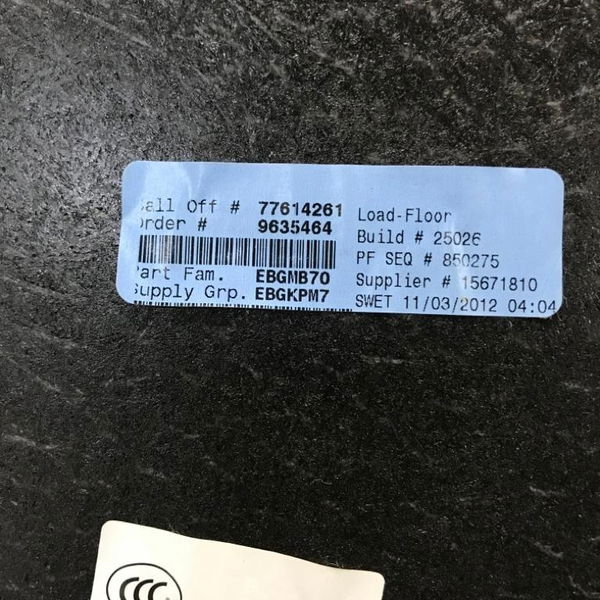 Call Off # 77614261
Order # 9635464
Part Fam. EBGMB70
Supply Grp. EBGKPM7
Load-Floor
Build # 25026
PF SEQ # 850275
Supplier # 15671810
SWET 11/03/2012 04:04
CCC